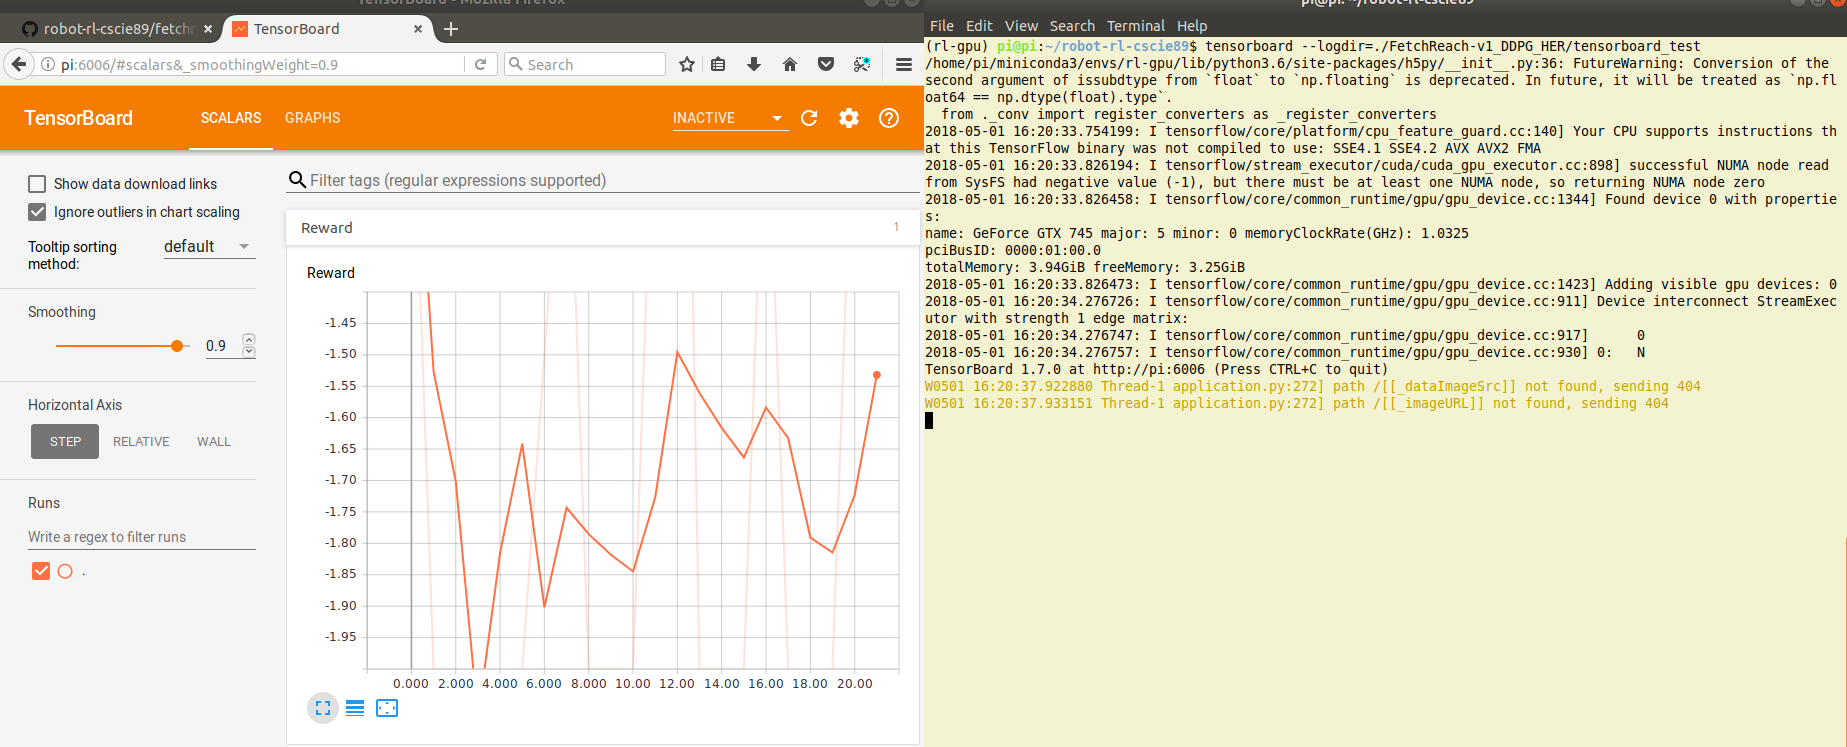 TensorBoard - Mozilla Firefox
robot-rl-cscie89/fetchr
TensorBoard
pi:6006/#scalars&_smoothingWeight=0.9
Search
TensorBoard
SCALARS
GRAPHS
INACTIVE
Show data download links
Ignore outliers in chart scaling
Tooltip sorting
method:
default
Smoothing
0.9
Horizontal Axis
STEP
RELATIVE
WALL
Runs
Write a regex to filter runs
.
Filter tags (regular expressions supported)
Reward
1
Reward
-1.45
-1.50
-1.55
-1.60
-1.65
-1.70
-1.75
-1.80
-1.85
-1.90
-1.95
0.000 2.000 4.000 6.000 8.000 10.00 12.00 14.00 16.00 18.00 20.00
pi@pi: ~/robot-rl-cscie89
File Edit View Search Terminal Help
(rl-gpu) pi@pi:~/robot-rl-cscie89$ tensorboard --logdir=./FetchReach-v1_DDPG_HER/tensorboard_test
/home/pi/miniconda3/envs/rl-gpu/lib/python3.6/site-packages/h5py/__init__.py:36: FutureWarning: Conversion of the
second argument of issubdtype from `float` to `np.floating` is deprecated. In future, it will be treated as `np.fl
oat64 == np.dtype(float).type`.
from ._conv import register_converters as _register_converters
2018-05-01 16:20:33.754199: I tensorflow/core/platform/cpu_feature_guard.cc:140] Your CPU supports instructions th
at this TensorFlow binary was not compiled to use: SSE4.1 SSE4.2 AVX AVX2 FMA
2018-05-01 16:20:33.826194: I tensorflow/stream_executor/cuda/cuda_gpu_executor.cc:898] successful NUMA node read
from SysFS had negative value (-1), but there must be at least one NUMA node, so returning NUMA node zero
2018-05-01 16:20:33.826458: I tensorflow/core/common_runtime/gpu/gpu_device.cc:1344] Found device 0 with propertie
s:
name: GeForce GTX 745 major: 5 minor: 0 memoryClockRate(GHz): 1.0325
pciBusID: 0000:01:00.0
totalMemory: 3.94GiB freeMemory: 3.25GiB
2018-05-01 16:20:33.826473: I tensorflow/core/common_runtime/gpu/gpu_device.cc:1423] Adding visible gpu devices: 0
2018-05-01 16:20:34.276726: I tensorflow/core/common_runtime/gpu/gpu_device.cc:911] Device interconnect StreamExec
utor with strength 1 edge matrix:
2018-05-01 16:20:34.276747: I tensorflow/core/common_runtime/gpu/gpu_device.cc:917]      0
2018-05-01 16:20:34.276757: I tensorflow/core/common_runtime/gpu/gpu_device.cc:930] 0:   N
TensorBoard 1.7.0 at http://pi:6006 (Press CTRL+C to quit)
W0501 16:20:37.922880 Thread-1 application.py:272] path /[[_dataImageSrc]] not found, sending 404
W0501 16:20:37.933151 Thread-1 application.py:272] path /[[_imageURL]] not found, sending 404